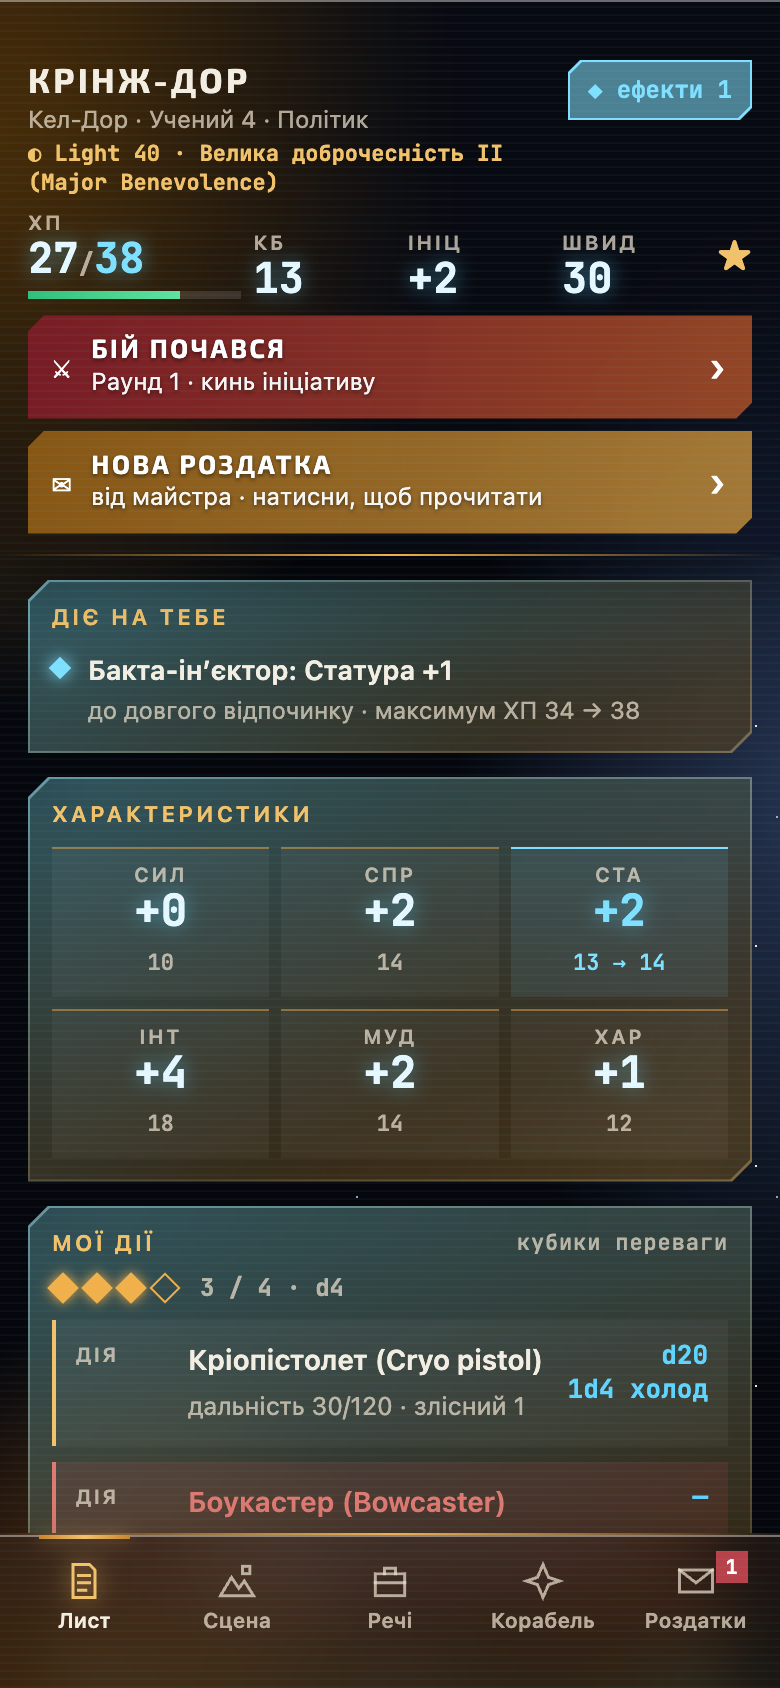 КРІНЖ-ДОР
ефекти 1
Кел-Дор · Учений 4 · Політик
Light 40 · Велика доброчесність II
(Major Benevolence)
ХП
27/38
КБ
13
ІНІЦ
+2
ШВИД
30
БІЙ ПОЧАВСЯ
Раунд 1 · кинь ініціативу
НОВА РОЗДАТКА
від майстра · натисни, щоб прочитати
ДІЄ НА ТЕБЕ
Бакта-ін’єктор: Статура +1
до довгого відпочинку · максимум ХП 34 → 38
ХАРАКТЕРИСТИКИ
СИЛ
+0
10
СПР
+2
14
СТА
+2
13 → 14
ІНТ
+4
18
МУД
+2
14
ХАР
+1
12
МОЇ ДІЇ
кубики переваги
3 / 4 · d4
ДІЯ
Кріопістолет (Cryo pistol)
d20
1d4 холод
дальність 30/120 · злісний 1
ДІЯ
Боукастер (Bowcaster)
—
Лист
Сцена
Речі
Корабель
Роздатки
1